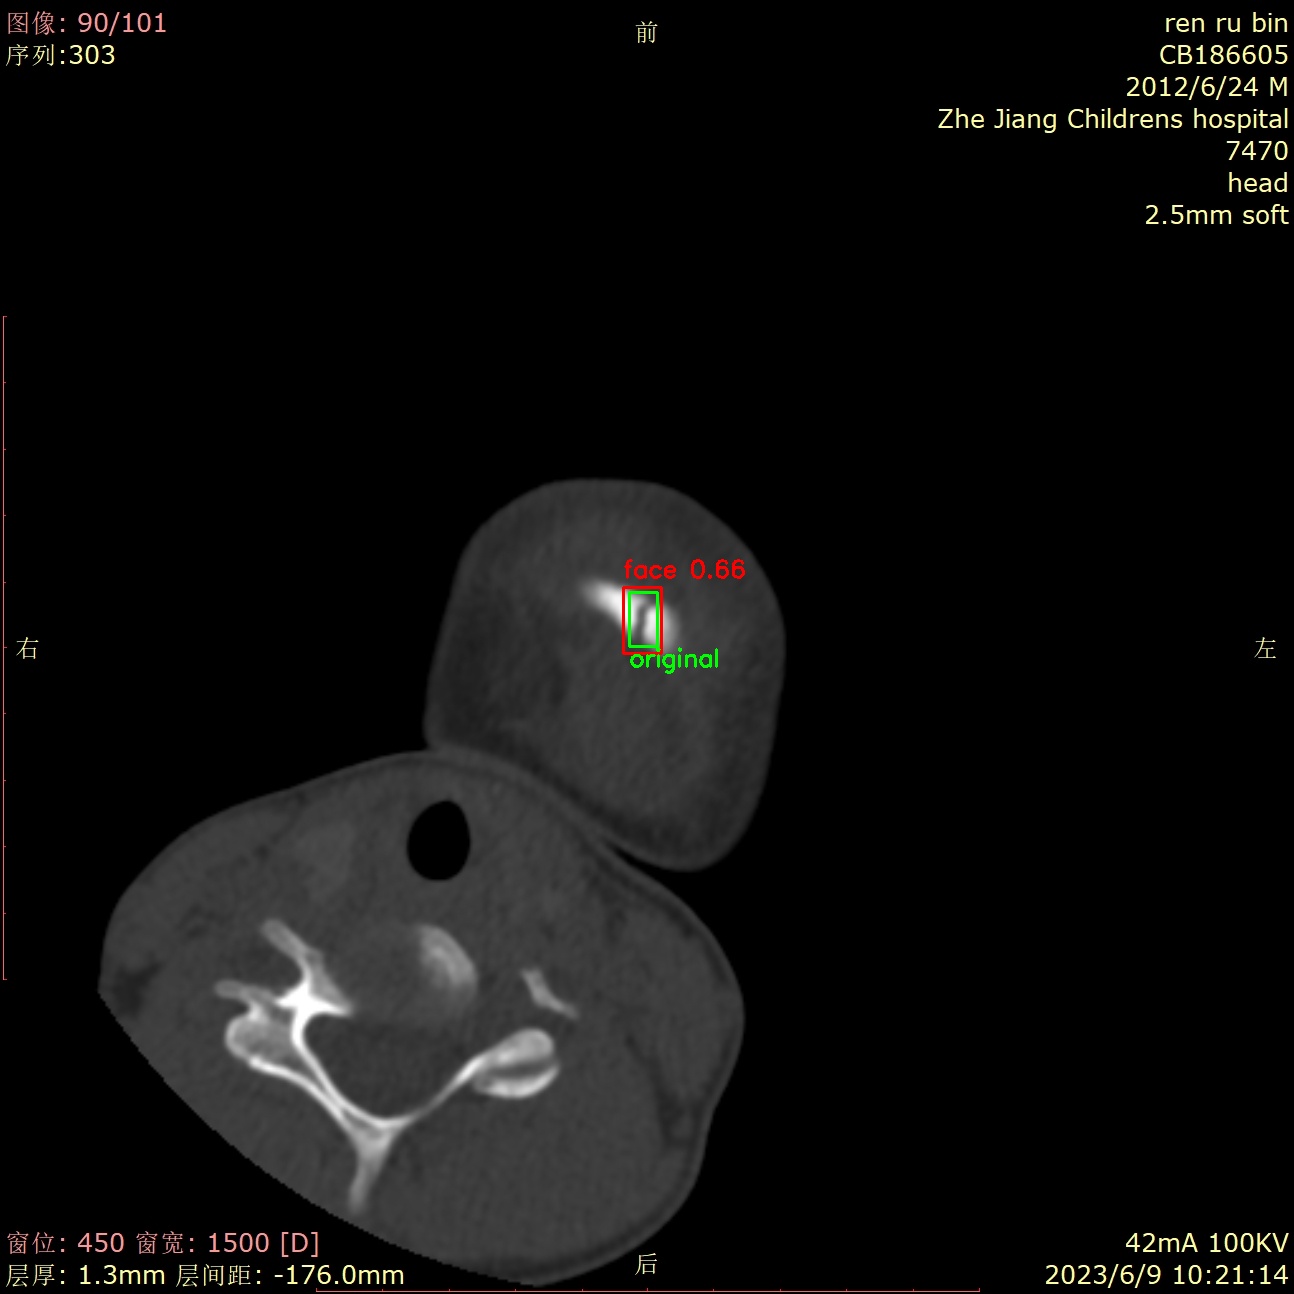 图像: 90/101
序列:303
前
ren ru bin
CB186605
2012/6/24 M
Zhe Jiang Childrens hospital
7470
head
2.5mm soft
face 0.66
original
右
左
窗位: 450 窗宽: 1500 [D]
层厚: 1.3mm 层间距: -176.0mm
后
42mA 100KV
2023/6/9 10:21:14